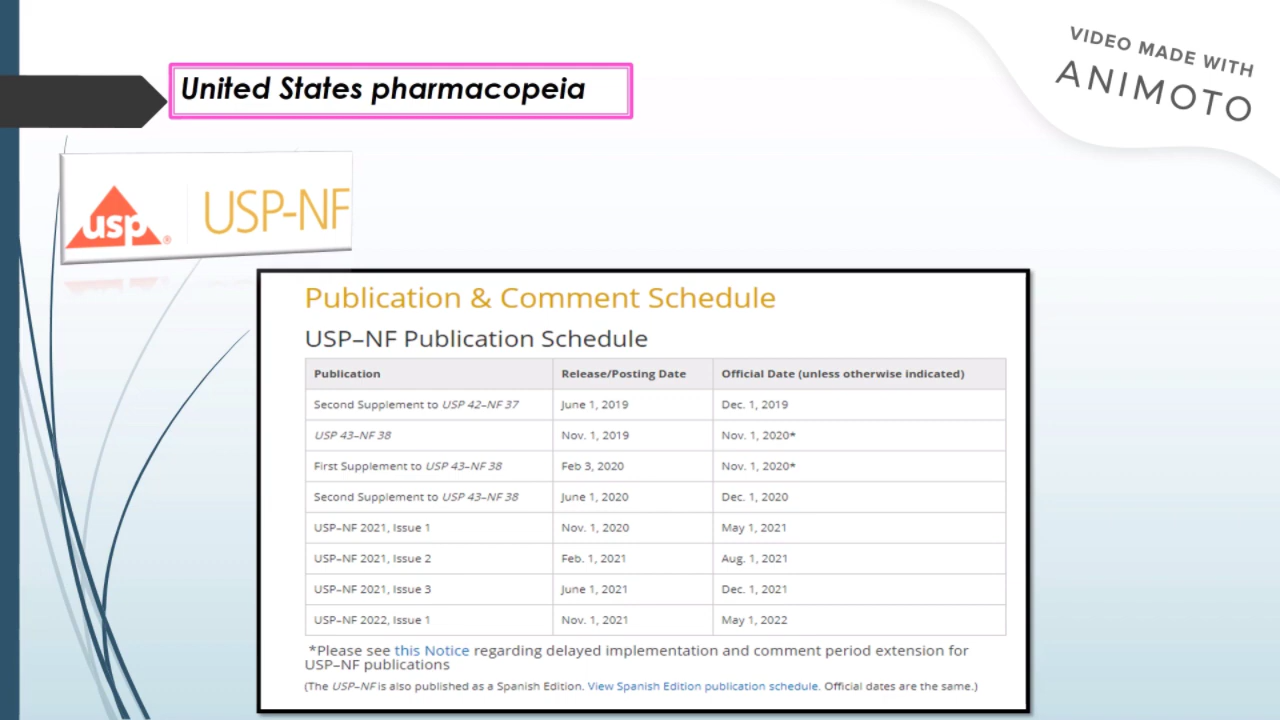 VIDEO MADE WITH
ANIMOTO
United States pharmacopeia
usp® USP-NF
Publication & Comment Schedule
USP–NF Publication Schedule
Publication Release/Posting Date Official Date (unless otherwise indicated)
Second Supplement to USP 42–NF 37 June 1, 2019 Dec. 1, 2019
USP 43–NF 38 Nov. 1, 2019 Nov. 1, 2020*
First Supplement to USP 43–NF 38 Feb 3, 2020 Nov. 1, 2020*
Second Supplement to USP 43–NF 38 June 1, 2020 Dec. 1, 2020
USP–NF 2021, Issue 1 Nov. 1, 2020 May 1, 2021
USP–NF 2021, Issue 2 Feb. 1, 2021 Aug. 1, 2021
USP–NF 2021, Issue 3 June 1, 2021 Dec. 1, 2021
USP–NF 2022, Issue 1 Nov. 1, 2021 May 1, 2022
*Please see this Notice regarding delayed implementation and comment period extension for
USP–NF publications
(The USP–NF is also published as a Spanish Edition. View Spanish Edition publication schedule. Official dates are the same.)